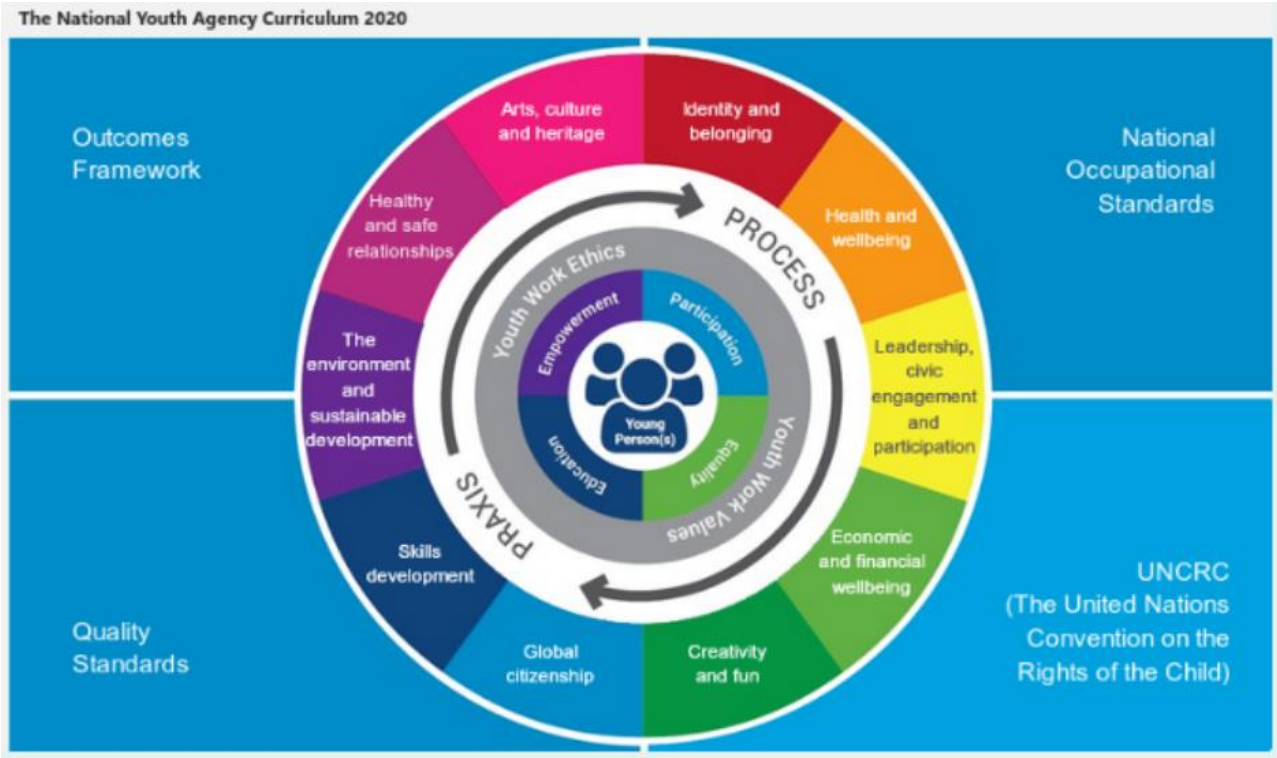 The National Youth Agency Curriculum 2020
Outcomes
Framework
National
Occupational
Standards
Arts, culture
and heritage
Identity and
belonging
Healthy
and safe
relationships
Health and
wellbeing
PROCESS
Youth Work Ethics
Empowerment
Participation
The
environment
and
sustainable
development
Leadership,
civic
engagement
and
participation
Young
Person(s)
Education
Equality
Youth Work Values
PRAXIS
Skills
development
Economic
and financial
wellbeing
Global
citizenship
Creativity
and fun
Quality
Standards
UNCRC
(The United Nations
Convention on the
Rights of the Child)